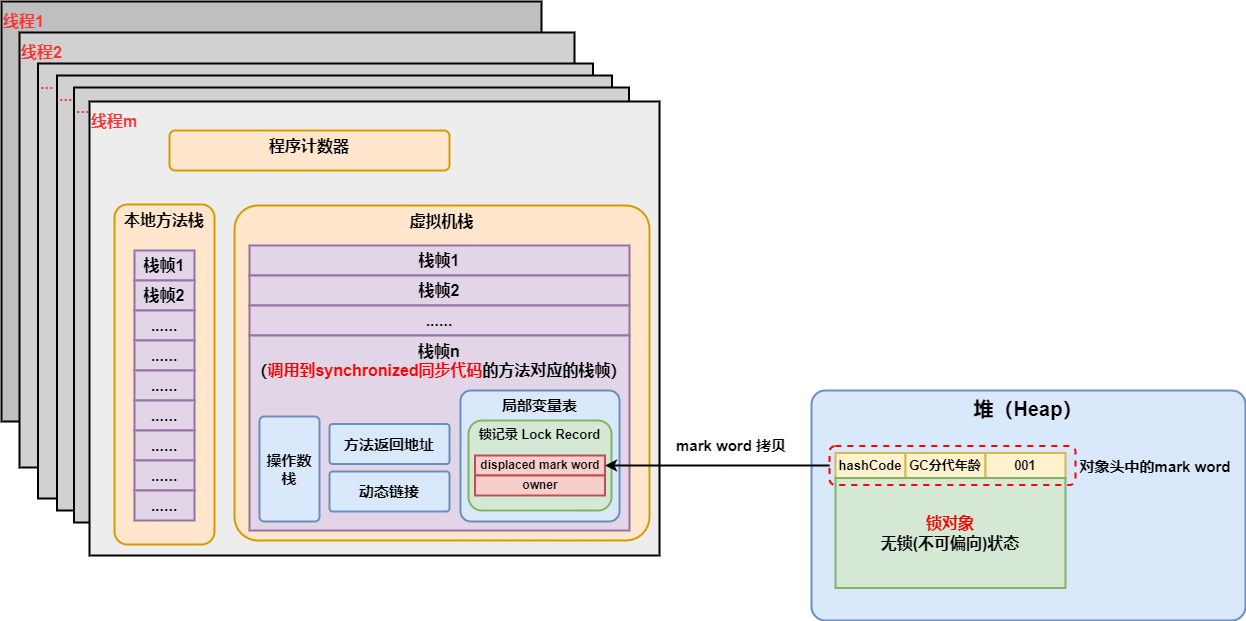 线程1
线程2
...
...
...
线程m
程序计数器
本地方法栈
栈帧1
栈帧2
......
......
......
......
......
......
......
虚拟机栈
栈帧1
栈帧2
......
栈帧n
(调用到synchronized同步代码的方法对应的栈帧)
操作数
栈
方法返回地址
动态链接
局部变量表
锁记录 Lock Record
displaced mark word
owner
mark word 拷贝
堆（Heap）
hashCode
GC分代年龄
001
对象头中的mark word
锁对象
无锁(不可偏向)状态